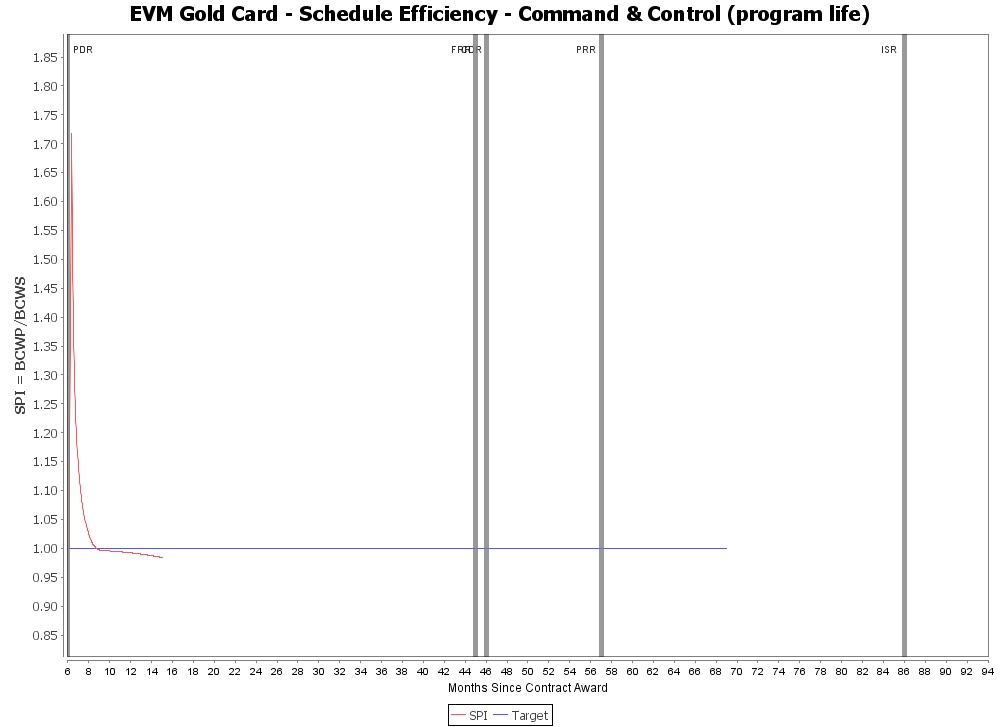 EVM Gold Card - Schedule Efficiency - Command & Control (program life)
PDR
FRR
CDR
PRR
ISR
1.85
1.80
1.75
1.70
1.65
1.60
1.55
1.50
1.45
1.40
1.35
1.30
1.25
1.20
1.15
1.10
1.05
1.00
0.95
0.90
0.85
SPI = BCWP/BCWS
6 8 10 12 14 16 18 20 22 24 26 28 30 32 34 36 38 40 42 44 46 48 50 52 54 56 58 60 62 64 66 68 70 72 74 76 78 80 82 84 86 88 90 92 94
Months Since Contract Award
SPI Target